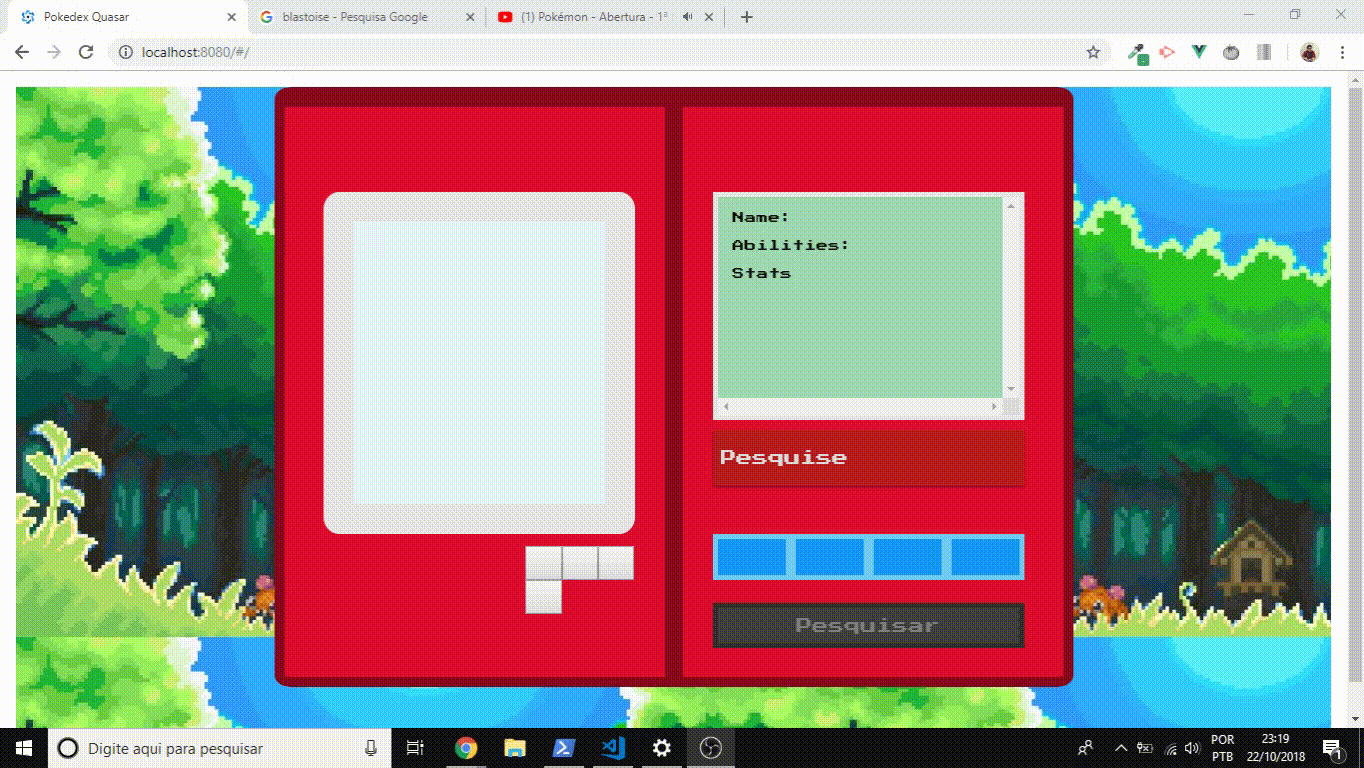 Pokedex Quasar
blastoise - Pesquisa Google
(1) Pokémon - Abertura - 1ª
localhost:8080/#/
Name:
Abilities:
Stats
Pesquise
Pesquisar
Digite aqui para pesquisar
POR
PTB
23:19
22/10/2018
1